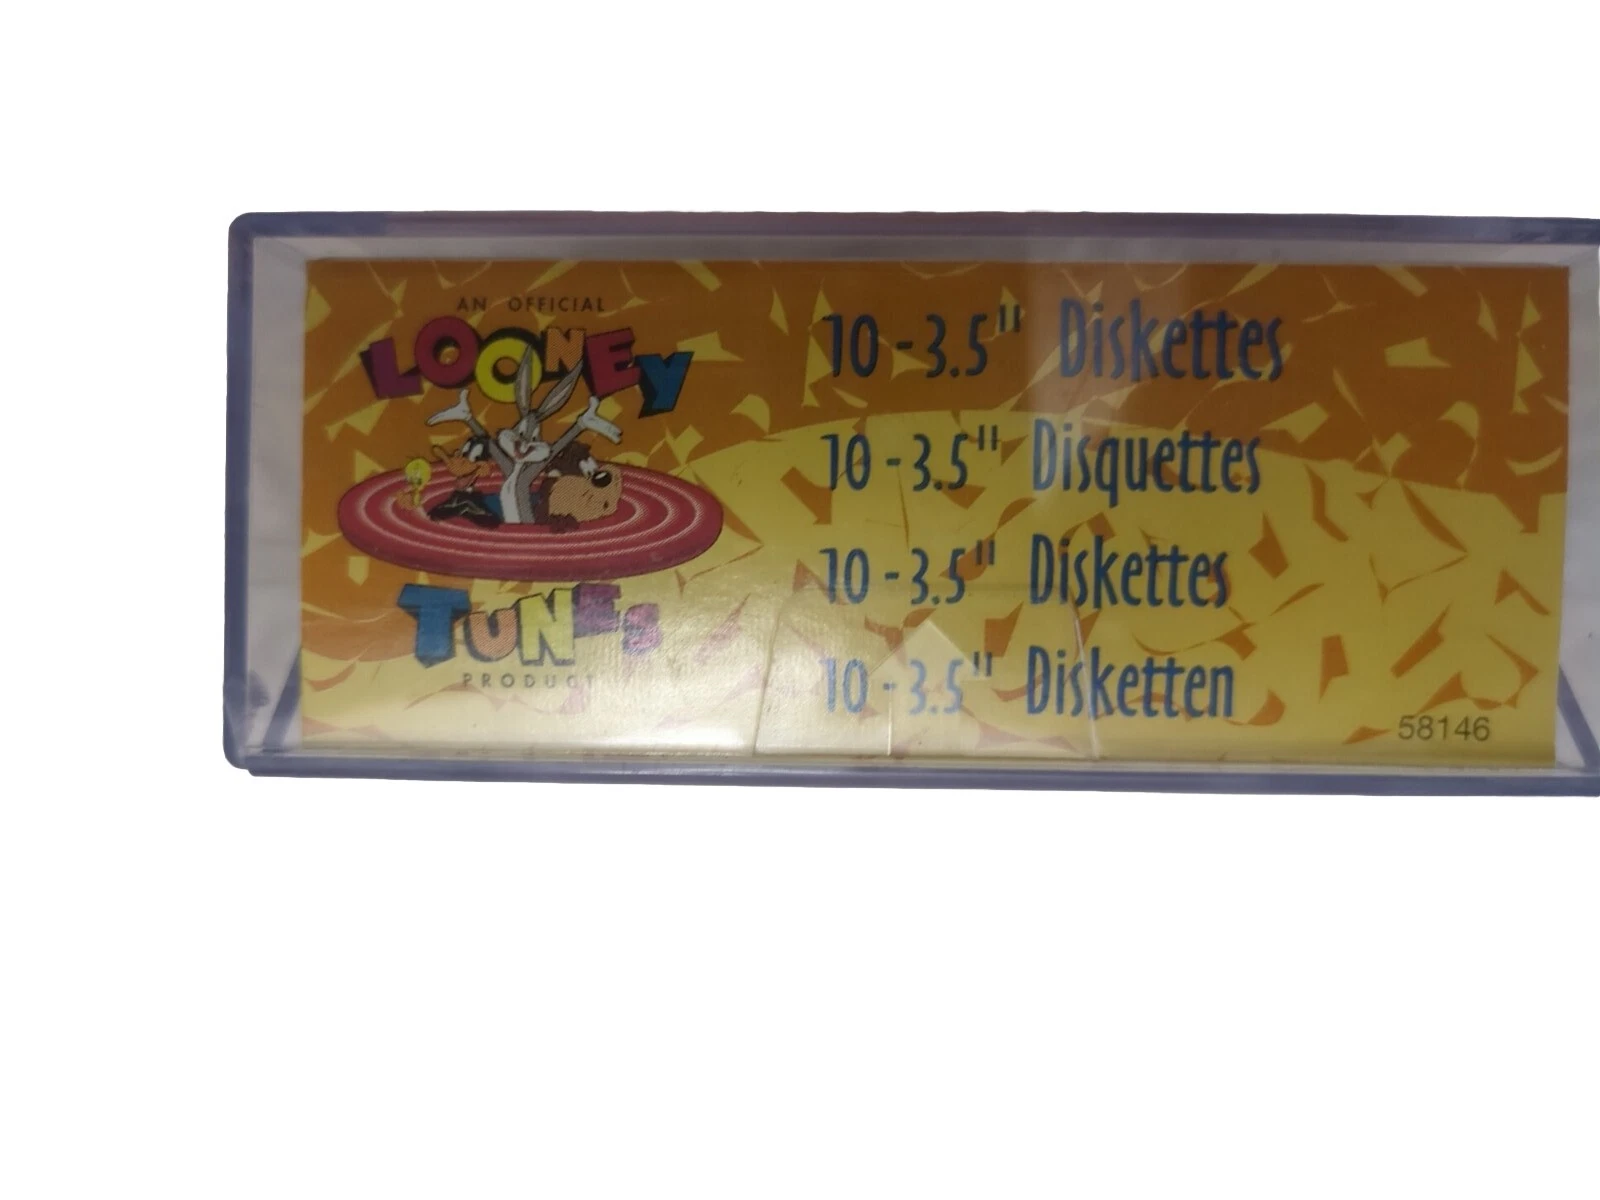 AN OFFICIAL
LOONEY
TUNES
PRODUCT
10 - 3.5" Diskettes
10 - 3.5" Disquettes
10 - 3.5" Diskettes
10 - 3.5" Disketten
58146